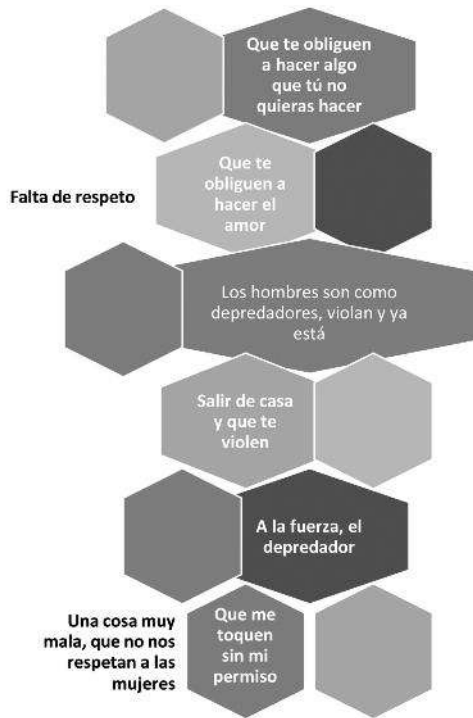 Que te obliguen
a hacer algo
que tú no
quieras hacer
Falta de respeto
Que te
obliguen a
hacer el
amor
Los hombres son como
depredadores, violan y ya
está
Salir de casa
y que te
violen
A la fuerza, el
depredador
Una cosa muy
mala, que no nos
respetan a las
mujeres
Que me
toquen
sin mi
permiso